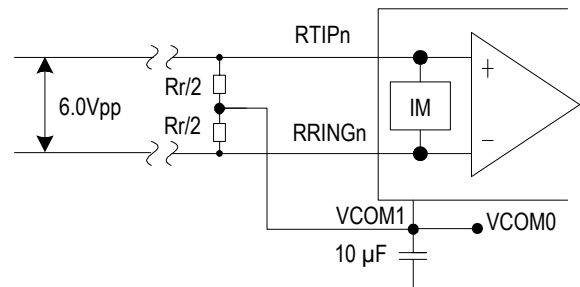 RTIPn
6.0Vpp
Rr/2
Rr/2
IM
+
−
RRINGn
VCOM1
VCOM0
10 µF